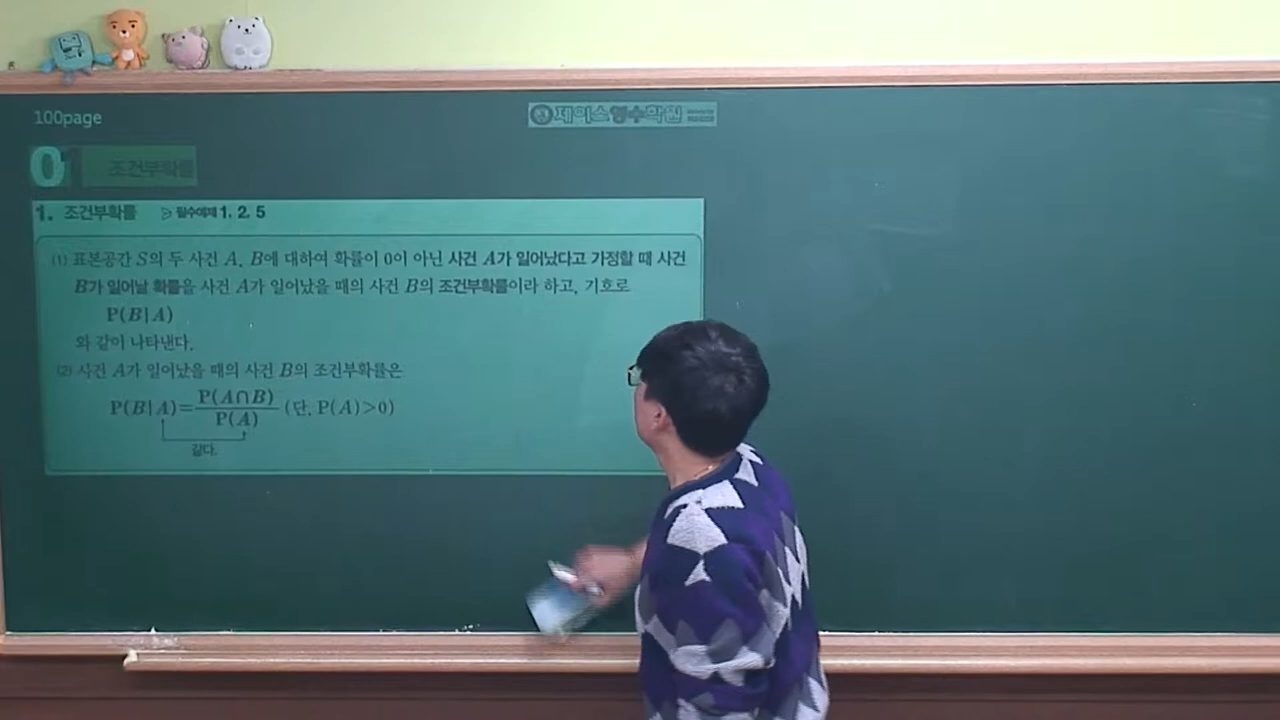 100page
제이스영수학원
0
조건부확률
1. 조건부확률 ▷ 필수예제 1, 2, 5
(1) 표본공간 S의 두 사건 A, B에 대하여 확률이 0이 아닌 사건 A가 일어났다고 가정할 때 사건
B가 일어날 확률을 사건 A가 일어났을 때의 사건 B의 조건부확률이라 하고, 기호로
P(B|A)
와 같이 나타낸다.
(2) 사건 A가 일어났을 때의 사건 B의 조건부확률은
P(B|A)=P(A∩B)/P(A) (단, P(A)>0)
같다.